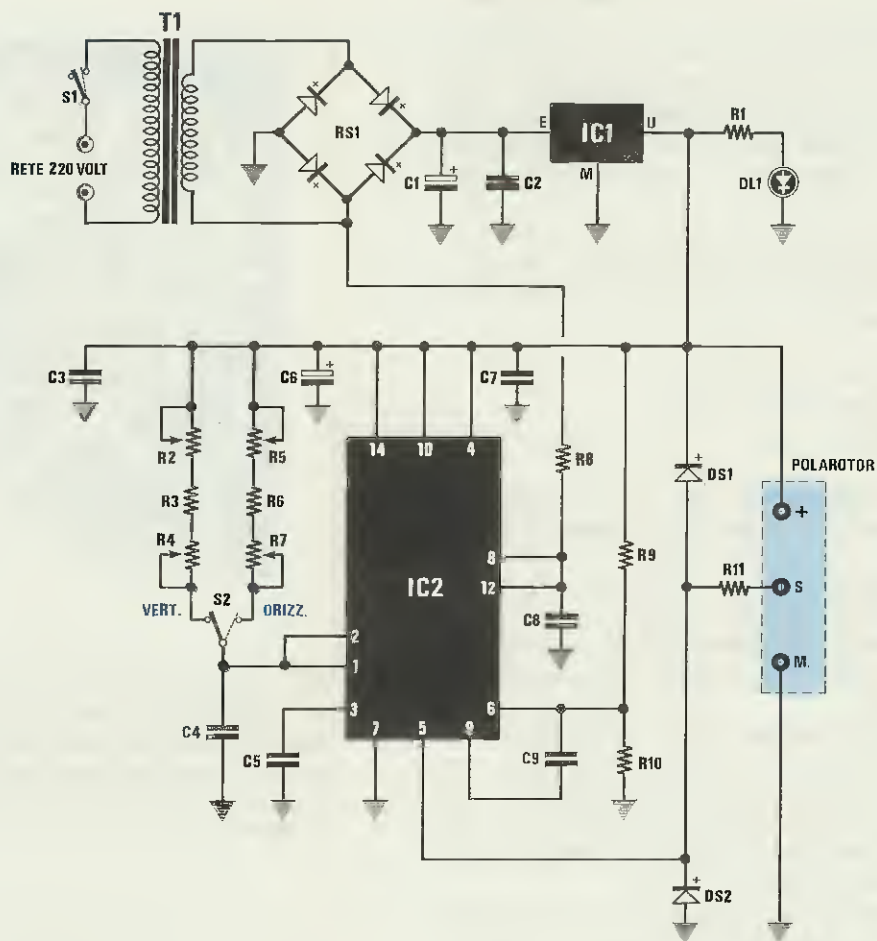 T1
S1
RETE 220 VOLT
RS1
C1
+
C2
E
IC1
U
M
R1
DL1
C3
R2
R3
R4
R5
R6
R7
C6
+
14
10
4
C7
R8
R9
DS1
+
POLAROTOR
+
R11
S
M.
VERT.
S2
ORIZZ.
IC2
8
12
C8
2
1
3
6
7
5
9
C4
C5
C9
R10
DS2
+